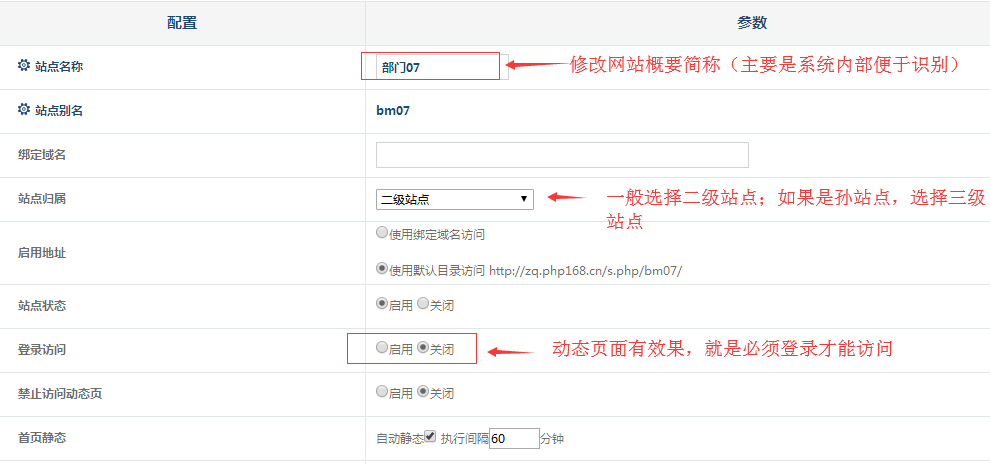 配置 参数
站点名称 部门07 修改网站概要简称（主要是系统内部便于识别）
站点别名 bm07
绑定域名
站点归属 二级站点 一般选择二级站点；如果是孙站点，选择三级
站点
使用绑定域名访问
启用地址
使用默认目录访问 http://zq.php168.cn/s.php/bm07/
站点状态 启用 关闭
登录访问 启用 关闭 动态页面有效果，就是必须登录才能访问
禁止访问动态页 启用 关闭
首页静态 自动静态 执行间隔60分钟